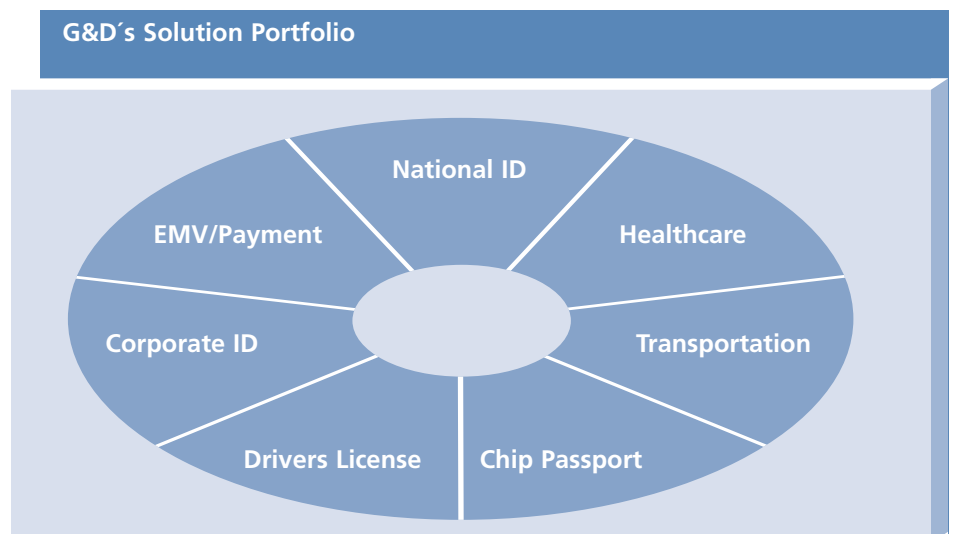 G&D´s Solution Portfolio
National ID
EMV/Payment
Healthcare
Corporate ID
Transportation
Drivers License
Chip Passport